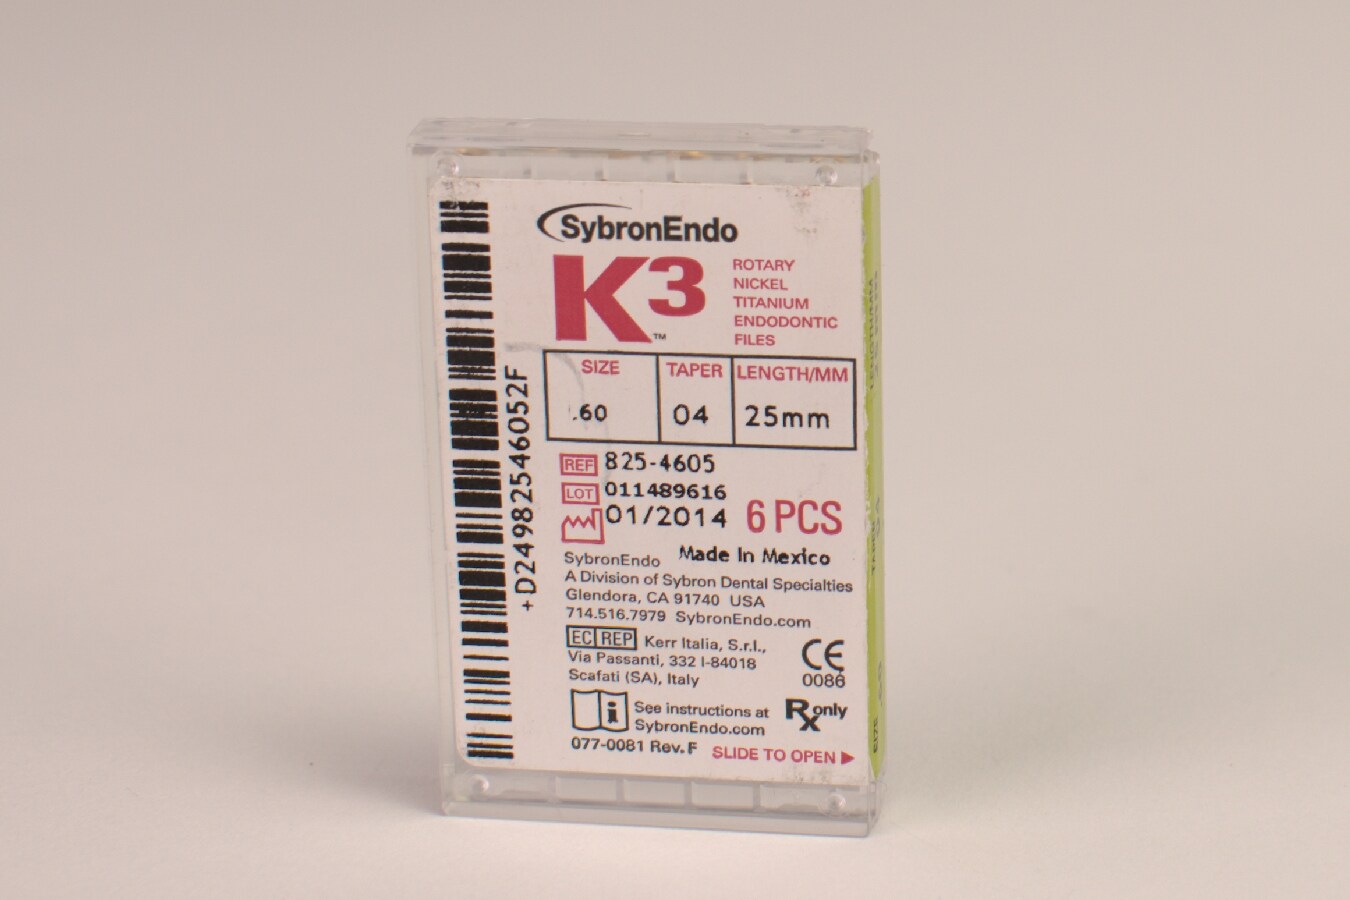 SybronEndo
K3™
ROTARY
NICKEL
TITANIUM
ENDODONTIC
FILES
SIZE TAPER LENGTH/MM
.60 04 25mm
REF 825-4605
LOT 011489616
01/2014 6 PCS
Made In Mexico
SybronEndo
A Division of Sybron Dental Specialties
Glendora, CA 91740 USA
714.516.7979 SybronEndo.com
EC REP Kerr Italia, S.r.l.,
Via Passanti, 332 I-84018
Scafati (SA), Italy
CE
0086
See instructions at
SybronEndo.com
Rx only
077-0081 Rev. F SLIDE TO OPEN
+D24982546052F